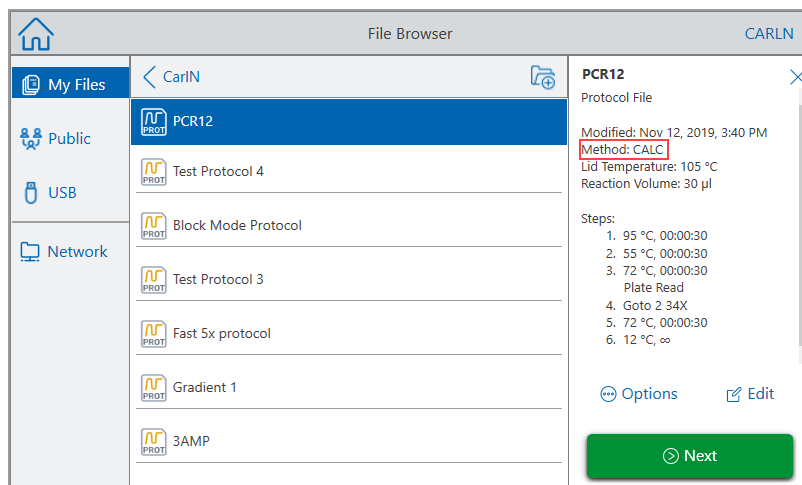 File Browser
CARLN
My Files
Public
USB
Network
CarIN
PROT
PCR12
PROT
Test Protocol 4
PROT
Block Mode Protocol
PROT
Test Protocol 3
PROT
Fast 5x protocol
PROT
Gradient 1
PROT
3AMP
PCR12
Protocol File
Modified: Nov 12, 2019, 3:40 PM
Method: CALC
Lid Temperature: 105 °C
Reaction Volume: 30 µl
Steps:
1. 95 °C, 00:00:30
2. 55 °C, 00:00:30
3. 72 °C, 00:00:30
Plate Read
4. Goto 2 34X
5. 72 °C, 00:00:30
6. 12 °C, ∞
Options
Edit
Next